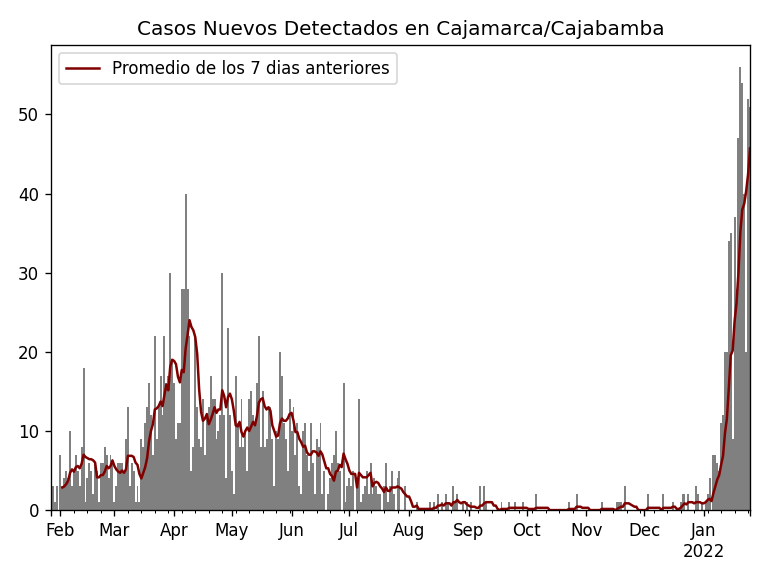 Casos Nuevos Detectados en Cajamarca/Cajabamba
Promedio de los 7 dias anteriores
50
40
30
20
10
0
Feb Mar Apr May Jun Jul Aug Sep Oct Nov Dec Jan
2022